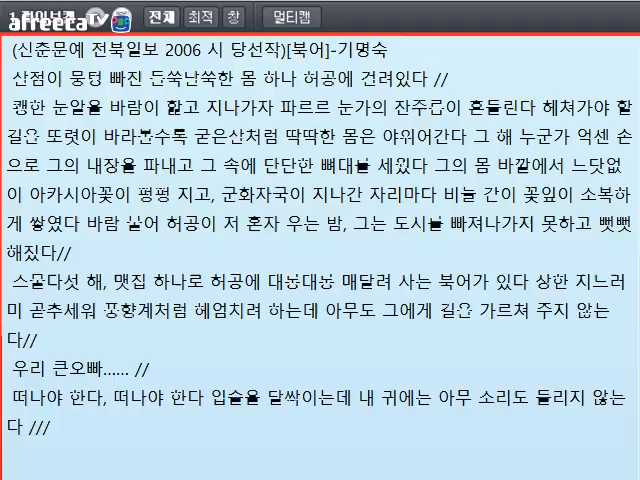 afreecaTV 전체 최적 창 멀티캠
(신춘문예 전북일보 2006 시 당선작)[북어]-기명숙
산점이 뭉텅 빠진 들쑥날쑥한 몸 하나 허공에 걸려있다 //
퀭한 눈알을 바람이 핥고 지나가자 파르르 눈가의 잔주름이 흔들린다 헤쳐가야 할
길을 또렷이 바라볼수록 굳은살처럼 딱딱한 몸은 야위어간다 그 해 누군가 억센 손
으로 그의 내장을 파내고 그 속에 단단한 뼈대를 세웠다 그의 몸 바깥에서 느닷없
이 아카시아꽃이 펑펑 지고, 군화자국이 지나간 자리마다 비늘 간이 꽃잎이 소복하
게 쌓였다 바람 불어 허공이 저 혼자 우는 밤, 그는 도시를 빠져나가지 못하고 뻣뻣
해졌다//
스물다섯 해, 맷집 하나로 허공에 대롱대롱 매달려 사는 북어가 있다 상한 지느러
미 곧추세워 풍향계처럼 헤엄치려 하는데 아무도 그에게 길을 가르쳐 주지 않는
다//
우리 큰오빠...... //
떠나야 한다, 떠나야 한다 입술을 달싹이는데 내 귀에는 아무 소리도 들리지 않는
다 ///